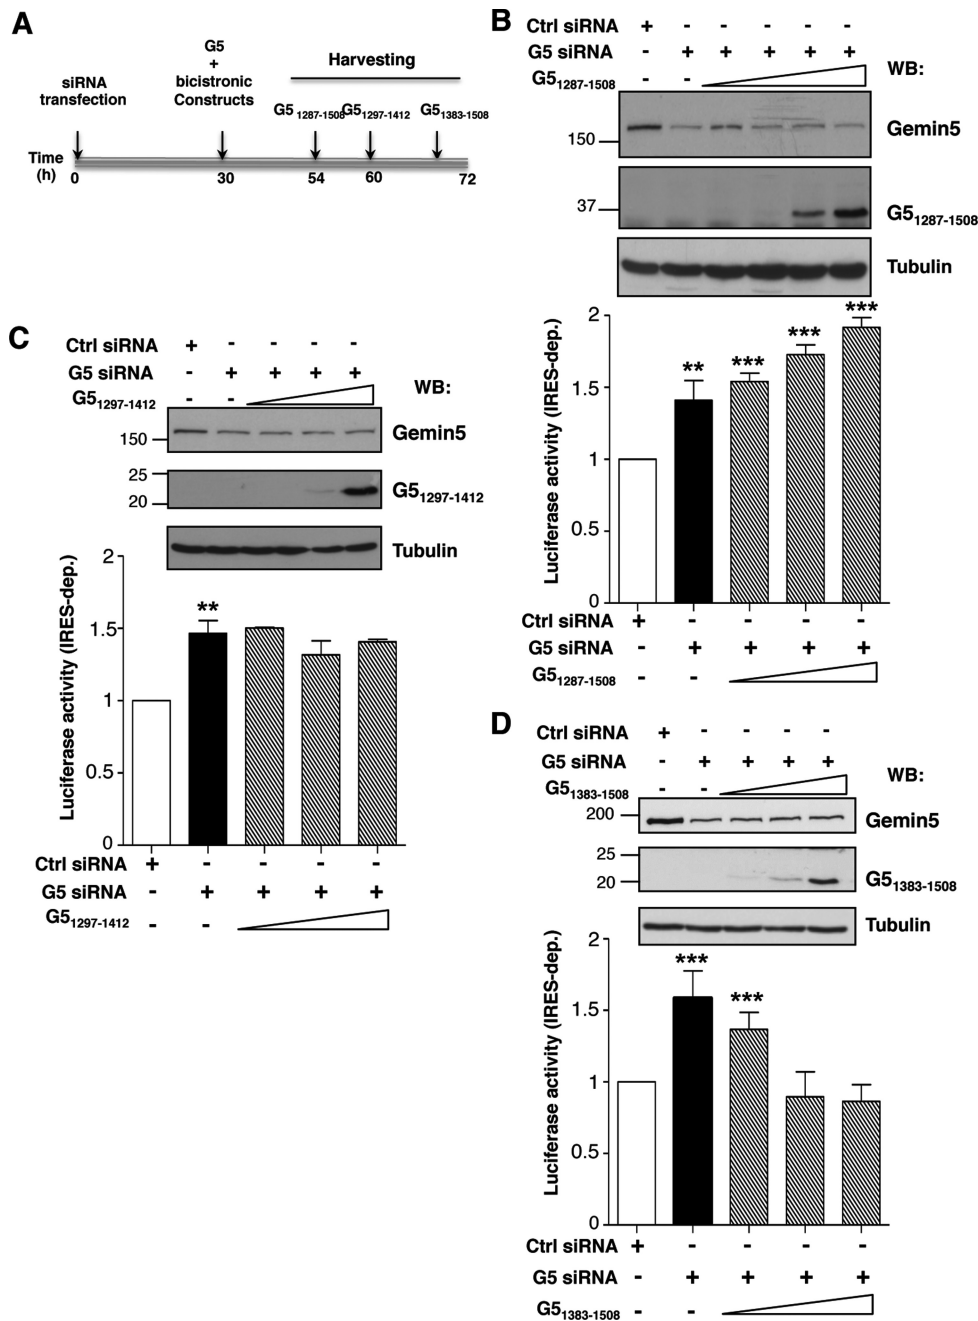 A
G5
+
bicistronic
Constructs
siRNA
transfection
Harvesting
G5 1287-1508 G5 1297-1412 G5 1383-1508
Time
(h)
0 30 54 60 72
B
Ctrl siRNA + - - - - -
G5 siRNA - + + + + +
G5 1287-1508 - -
WB:
150
Gemin5
37
G5 1287-1508
Tubulin
Luciferase activity (IRES-dep.)
2
1.5
1
0.5
0
** *** *** ***
Ctrl siRNA + - - - -
G5 siRNA - + + + +
G5 1287-1508 - -
C
Ctrl siRNA + - - - -
G5 siRNA - + + + +
G5 1297-1412 - -
WB:
150
Gemin5
25
20
G5 1297-1412
Tubulin
Luciferase activity (IRES-dep.)
2
1.5
1
0.5
0
**
Ctrl siRNA + - - - -
G5 siRNA - + + + +
G5 1297-1412 - -
D
Ctrl siRNA + - - - -
G5 siRNA - + + + +
G5 1383-1508 - -
WB:
200
Gemin5
25
20
G5 1383-1508
Tubulin
Luciferase activity (IRES-dep.)
2
1.5
1
0.5
0
*** ***
Ctrl siRNA + - - - -
G5 siRNA - + + + +
G5 1383-1508 - -